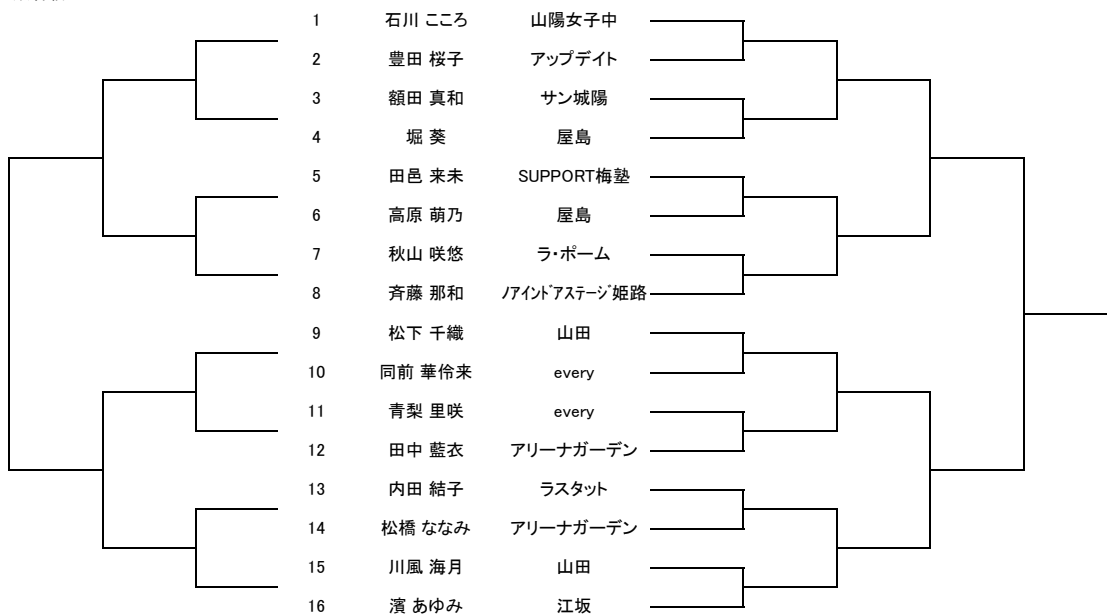 1 石川 こころ 山陽女子中
2 豊田 桜子 アップデイト
3 額田 真和 サン城陽
4 堀 葵 屋島
5 田邑 来未 SUPPORT梅塾
6 高原 萌乃 屋島
7 秋山 咲悠 ラ・ポーム
8 斉藤 那和 ノアインドアステージ姫路
9 松下 千織 山田
10 同前 華伶来 every
11 青梨 里咲 every
12 田中 藍衣 アリーナガーデン
13 内田 結子 ラスタット
14 松橋 ななみ アリーナガーデン
15 川風 海月 山田
16 濱 あゆみ 江坂